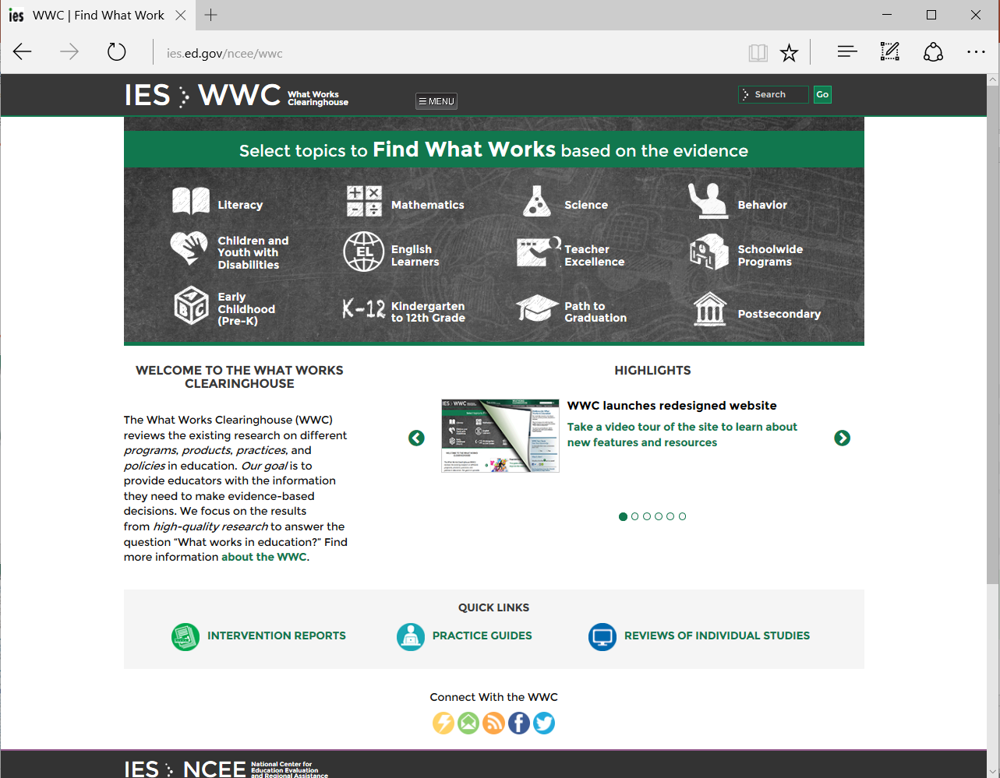 ies WWC | Find What Work
ies.ed.gov/ncee/wwc
IES WWC What Works
Clearinghouse
MENU
Search
Go
Select topics to Find What Works based on the evidence
Literacy
Mathematics
Science
Behavior
Children and
Youth with
Disabilities
EL
English
Learners
Teacher
Excellence
Schoolwide
Programs
A
B C
Early
Childhood
(Pre-K)
K-12
Kindergarten
to 12th Grade
Path to
Graduation
Postsecondary
WELCOME TO THE WHAT WORKS
CLEARINGHOUSE
The What Works Clearinghouse (WWC)
reviews the existing research on different
programs, products, practices, and
policies in education. Our goal is to
provide educators with the information
they need to make evidence-based
decisions. We focus on the results
from high-quality research to answer the
question “What works in education?” Find
more information about the WWC.
HIGHLIGHTS
IES WWC
WWC launches redesigned website
Take a video tour of the site to learn about
new features and resources
QUICK LINKS
INTERVENTION REPORTS
PRACTICE GUIDES
REVIEWS OF INDIVIDUAL STUDIES
Connect With the WWC
IES NCEE National Center for
Education Evaluation
and Regional Assistance